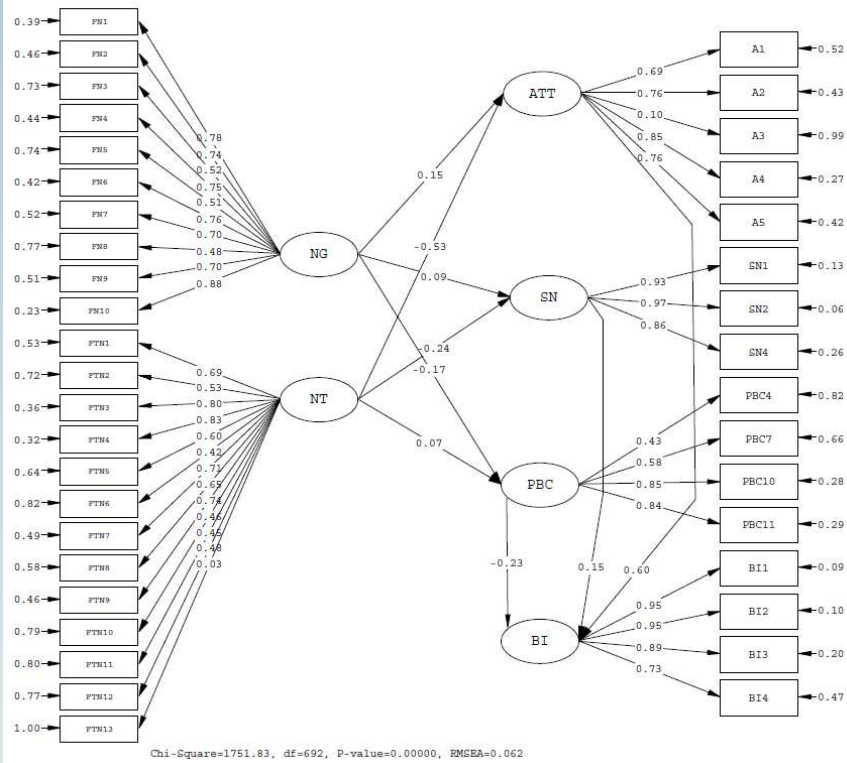 0.39 FN1
0.46 FN2
0.73 FN3
0.44 FN4
0.74 FN5
0.42 FN6
0.52 FN7
0.77 FN8
0.51 FN9
0.23 FN10
0.53 FTN1
0.72 FTN2
0.36 FTN3
0.32 FTN4
0.64 FTN5
0.82 FTN6
0.49 FTN7
0.58 FTN8
0.46 FTN9
0.79 FTN10
0.80 FTN11
0.77 FTN12
1.00 FTN13
0.78
0.74
0.52
0.75
0.51
0.76
0.70
0.48
0.70
0.88
0.69
0.53
0.80
0.83
0.60
0.42
0.71
0.65
0.74
0.46
0.45
0.48
0.03
NG
NT
0.15
-0.53
0.09
-0.24
-0.17
0.07
ATT
SN
PBC
BI
-0.23
0.15
0.60
0.69
0.76
0.10
0.85
0.76
0.93
0.97
0.86
0.43
0.58
0.85
0.84
0.95
0.95
0.89
0.73
A1 0.52
A2 0.43
A3 0.99
A4 0.27
A5 0.42
SN1 0.13
SN2 0.06
SN4 0.26
PBC4 0.82
PBC7 0.66
PBC10 0.28
PBC11 0.29
BI1 0.09
BI2 0.10
BI3 0.20
BI4 0.47
Chi-Square=1751.83, df=692, P-value=0.00000, RMSEA=0.062